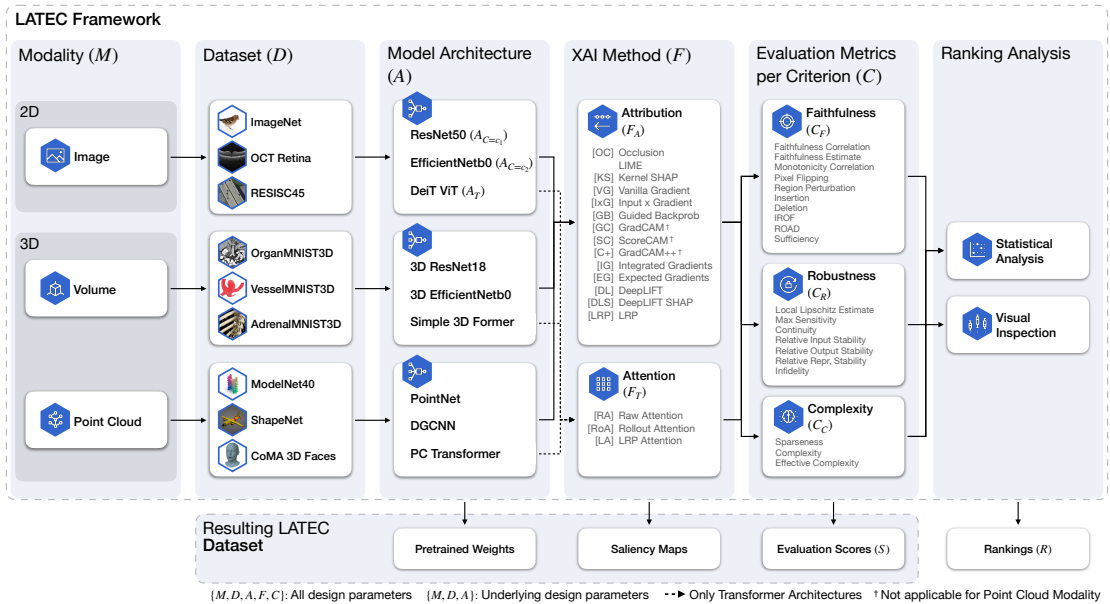 LATEC Framework
Modality (M)
2D
Image
3D
Volume
Point Cloud
Dataset (D)
ImageNet
OCT Retina
RESISC45
OrganMNIST3D
VesselMNIST3D
AdrenalMNIST3D
ModelNet40
ShapeNet
CoMA 3D Faces
Model Architecture
(A)
ResNet50 (A_{C=c_1})
EfficientNetb0 (A_{C=c_2})
DeiT ViT (A_T)
3D ResNet18
3D EfficientNetb0
Simple 3D Former
PointNet
DGCNN
PC Transformer
XAI Method (F)
Attribution
(F_A)
[OC] Occlusion
LIME
[KS] Kernel SHAP
[VG] Vanilla Gradient
[IxG] Input x Gradient
[GB] Guided Backprob
[GC] GradCAM†
[SC] ScoreCAM†
[C+] GradCAM++†
[IG] Integrated Gradients
[EG] Expected Gradients
[DL] DeepLIFT
[DLS] DeepLIFT SHAP
[LRP] LRP
Attention
(F_T)
[RA] Raw Attention
[RoA] Rollout Attention
[LA] LRP Attention
Evaluation Metrics
per Criterion (C)
Faithfulness
(C_F)
Faithfulness Correlation
Faithfulness Estimate
Monotonicity Correlation
Pixel Flipping
Region Perturbation
Insertion
Deletion
IROF
ROAD
Sufficiency
Robustness
(C_R)
Local Lipschitz Estimate
Max Sensitivity
Continuity
Relative Input Stability
Relative Output Stability
Relative Repr. Stability
Infidelity
Complexity
(C_C)
Sparseness
Complexity
Effective Complexity
Ranking Analysis
Statistical
Analysis
Visual
Inspection
Resulting LATEC
Dataset
Pretrained Weights
Saliency Maps
Evaluation Scores (S)
Rankings (R)
{M, D, A, F, C}: All design parameters
{M, D, A}: Underlying design parameters
Only Transformer Architectures
†Not applicable for Point Cloud Modality